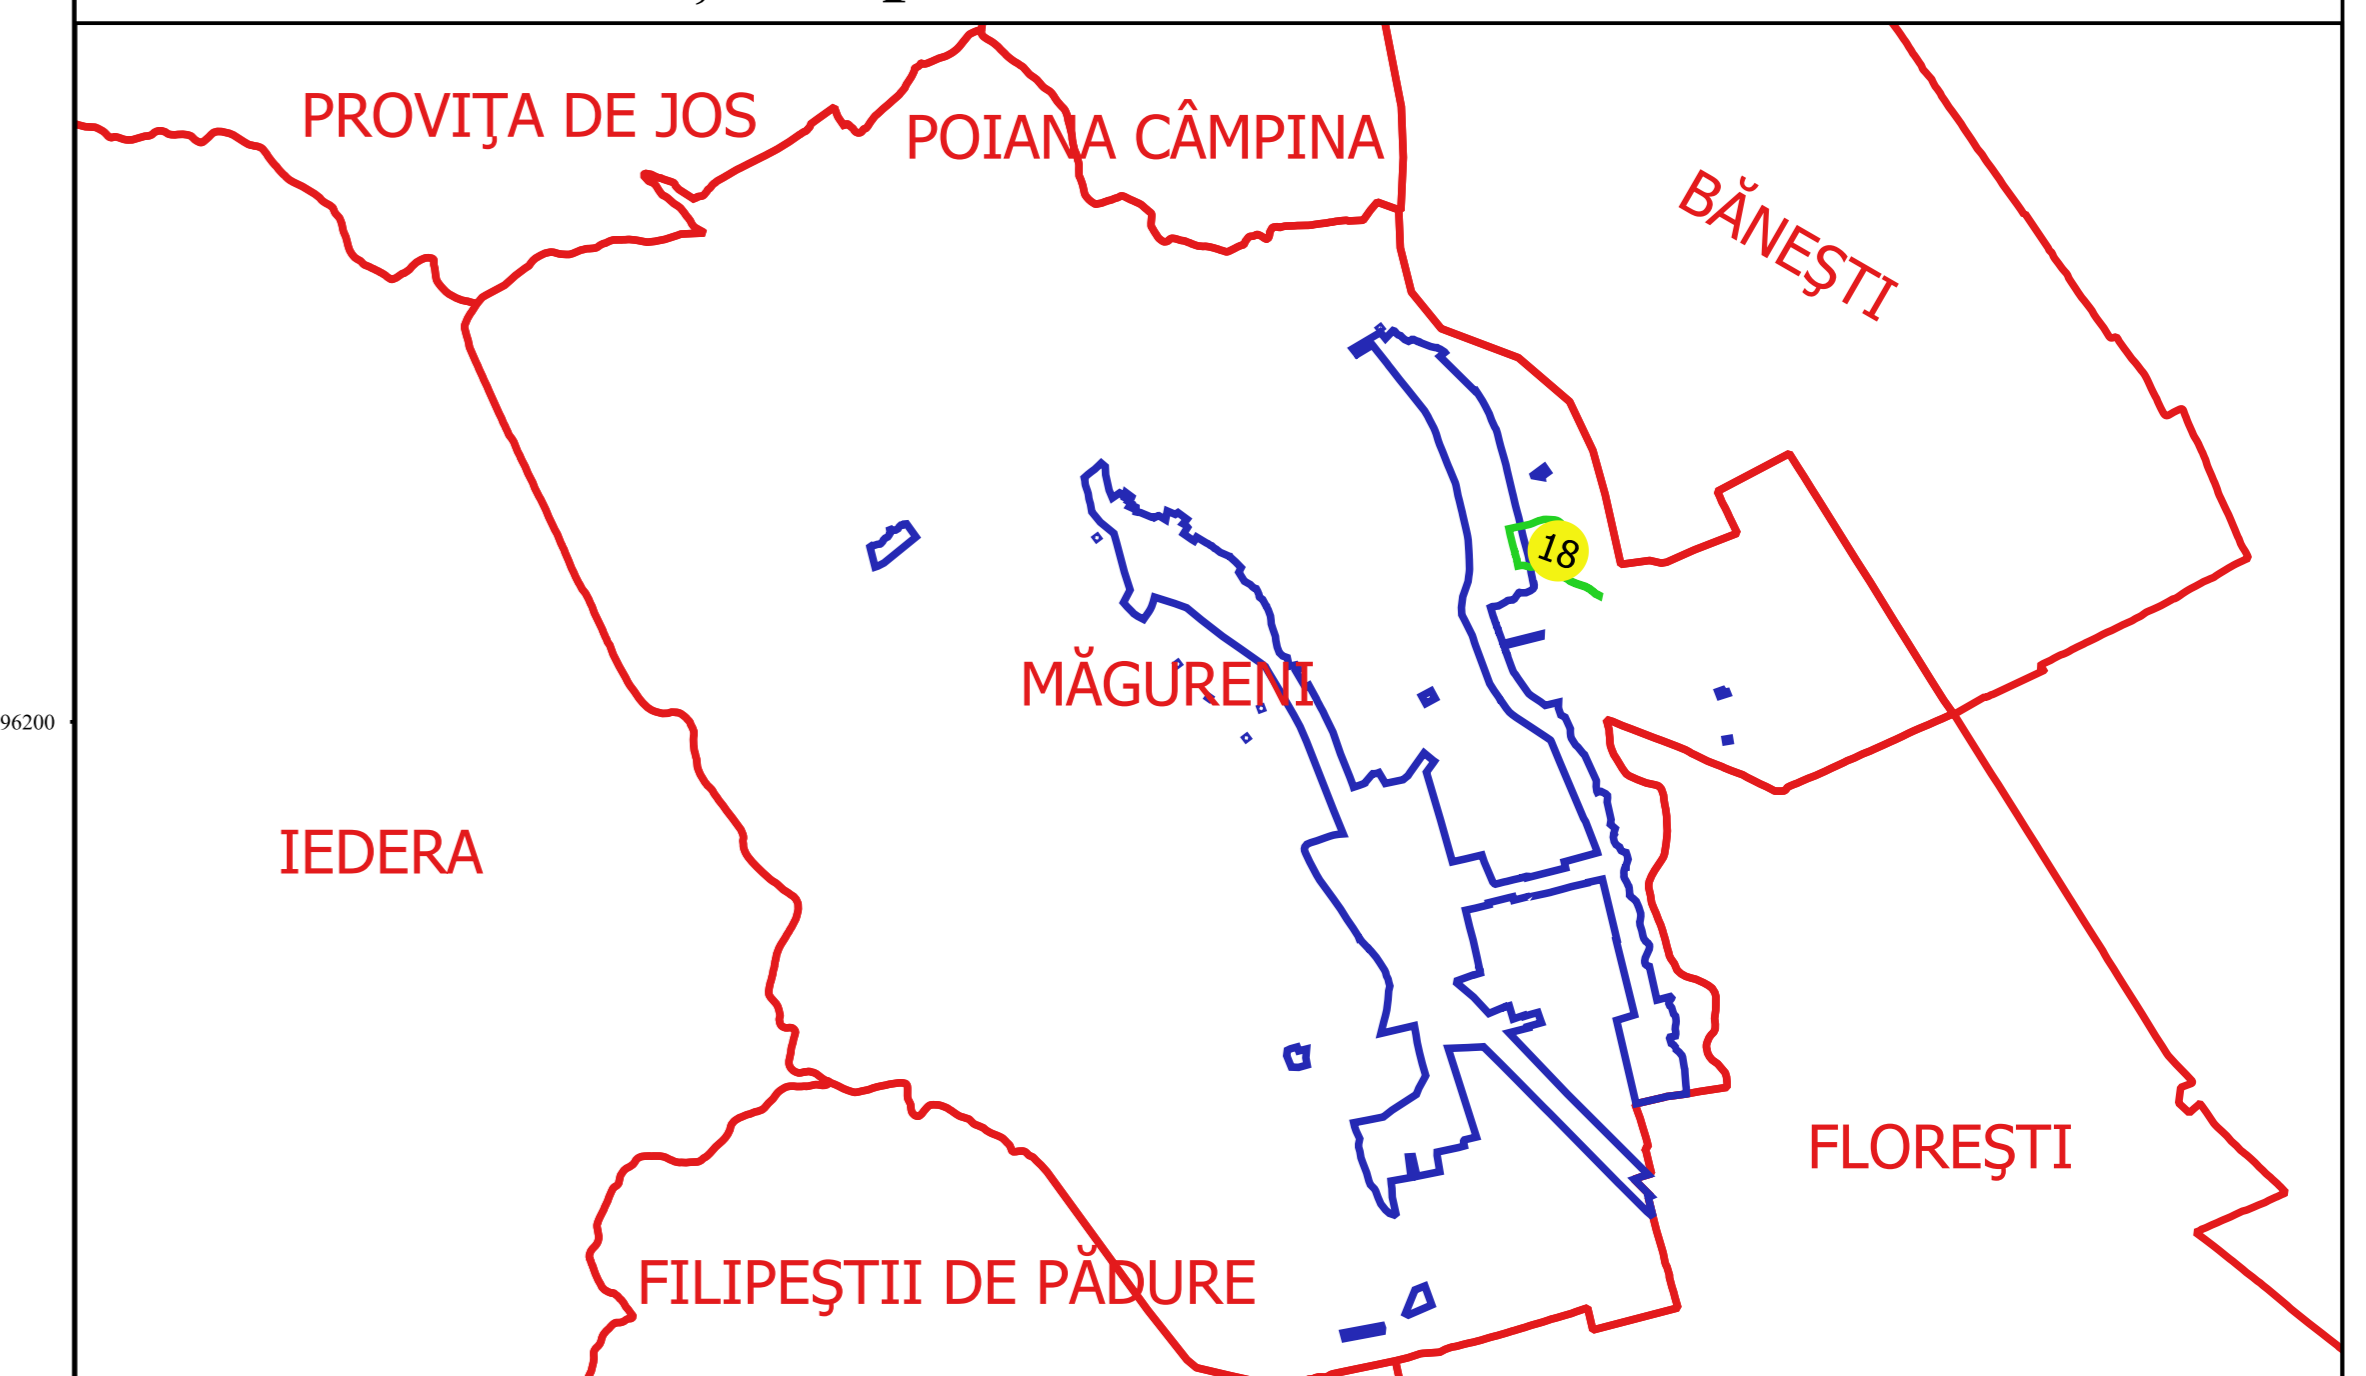 PROVIŢA DE JOS
POIANA CÂMPINA
BĂNEŞTI
18
MĂGURENI
96200
IEDERA
FLOREŞTI
FILIPEŞTII DE PĂDURE